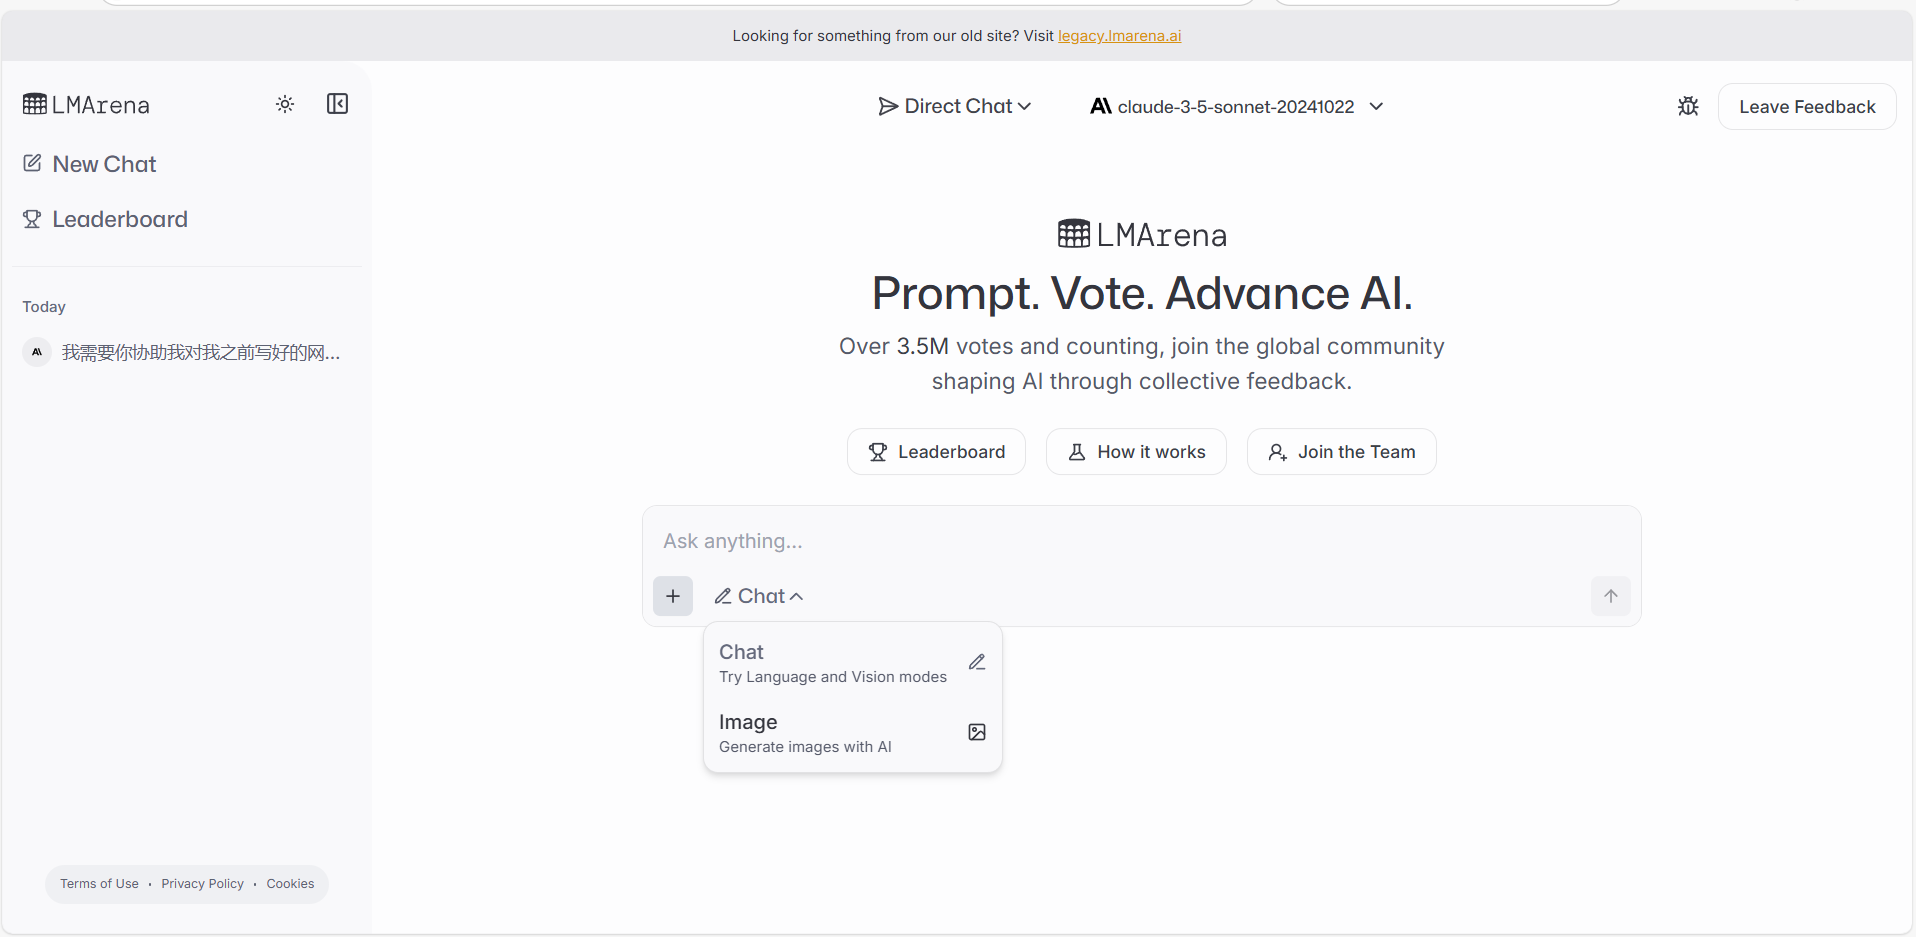 Looking for something from our old site? Visit legacy.lmarena.ai
LMArena
New Chat
Leaderboard
Today
我需要你协助我对我之前写好的网...
Terms of Use · Privacy Policy · Cookies
Direct Chat
claude-3-5-sonnet-20241022
Leave Feedback
LMArena
Prompt. Vote. Advance AI.
Over 3.5M votes and counting, join the global community
shaping AI through collective feedback.
Leaderboard
How it works
Join the Team
Ask anything...
Chat
Chat
Try Language and Vision modes
Image
Generate images with AI